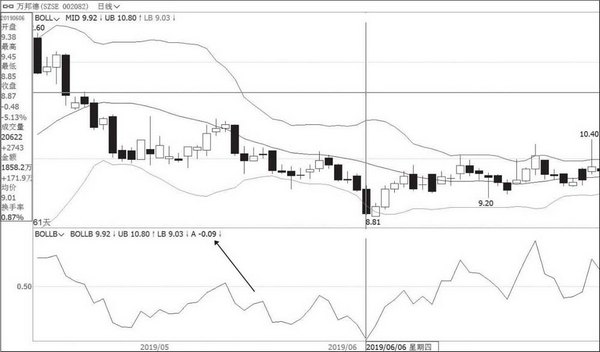 万邦德(SZSE 002082) 日线
20190606
开盘
9.38
最高
9.45
最低
8.85
收盘
8.87
-0.48
-5.13%
成交量
20622
+2743
金额
1858.2万
+171.9万
均价
9.01
换手率
0.87%
BOLL MID 9.92↓ UB 10.80↑ LB 9.03↓
.60
10.40
9.20
8.81
61天
BOLLB BOLLB 9.92↓ UB 10.80↑ LB 9.03↓ A -0.09↓
0.50
2019/05
2019/06
2019/06/06 星期四